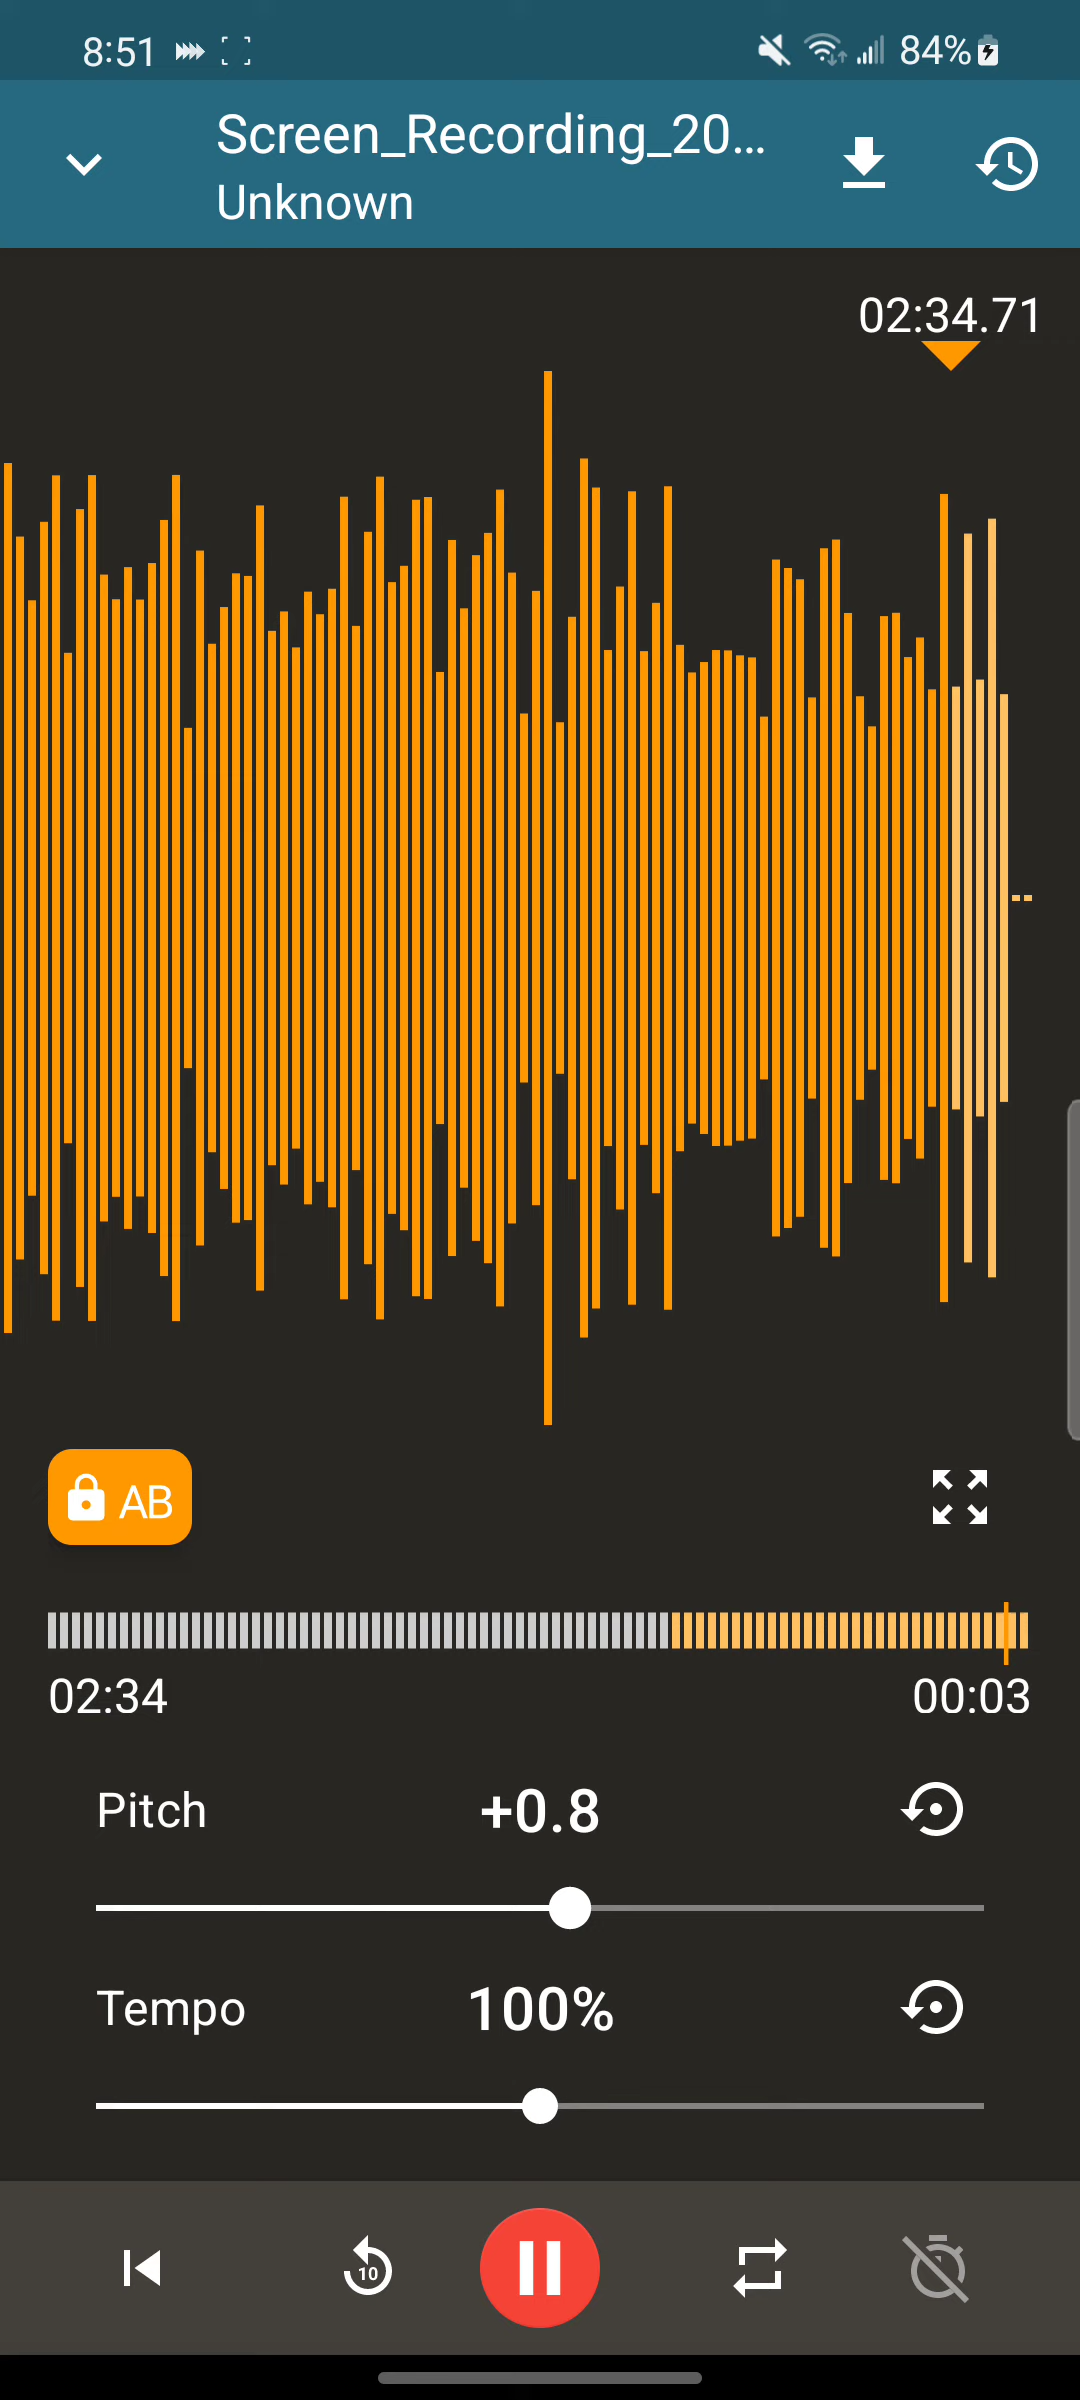 8:51 84%
Screen_Recording_20...
Unknown
02:34.71
AB
02:34 00:03
Pitch +0.8
Tempo 100%
10